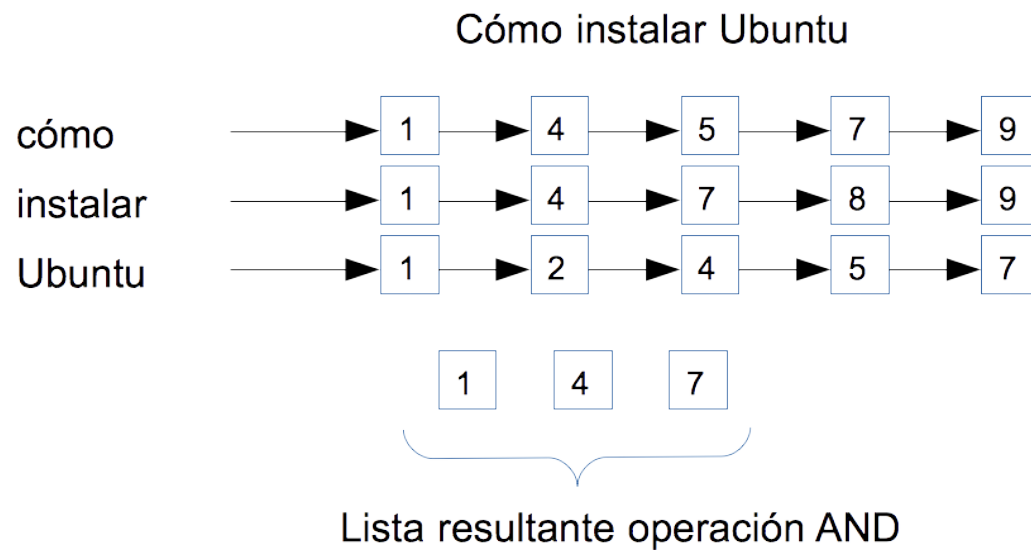 Cómo instalar Ubuntu
cómo 1 4 5 7 9
instalar 1 4 7 8 9
Ubuntu 1 2 4 5 7
1 4 7
Lista resultante operación AND